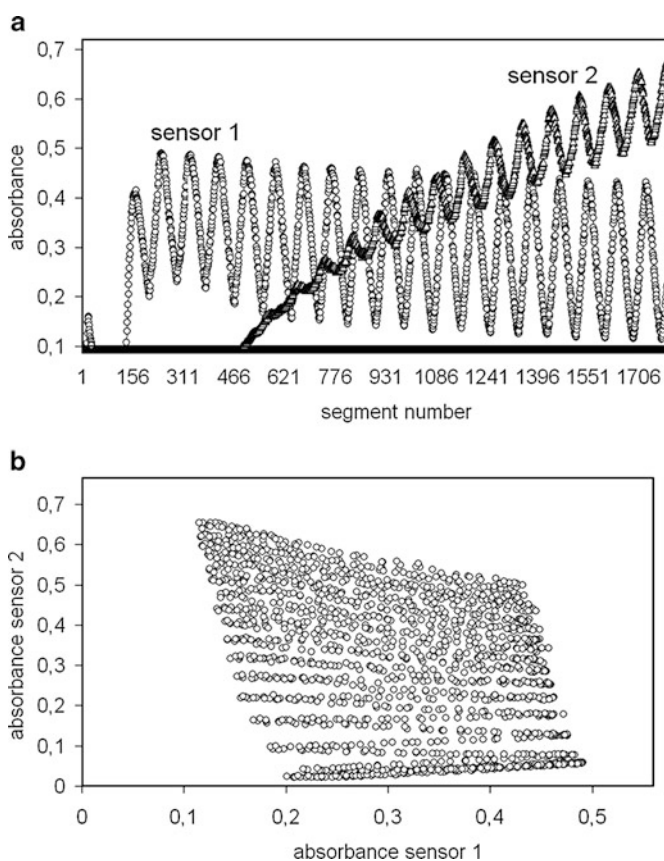 a
0,7
0,6
0,5
0,4
0,3
0,2
0,1
absorbance
sensor 1
sensor 2
1 156 311 466 621 776 931 1086 1241 1396 1551 1706
segment number
b
0,7
0,6
0,5
0,4
0,3
0,2
0,1
0
absorbance sensor 2
0 0,1 0,2 0,3 0,4 0,5
absorbance sensor 1